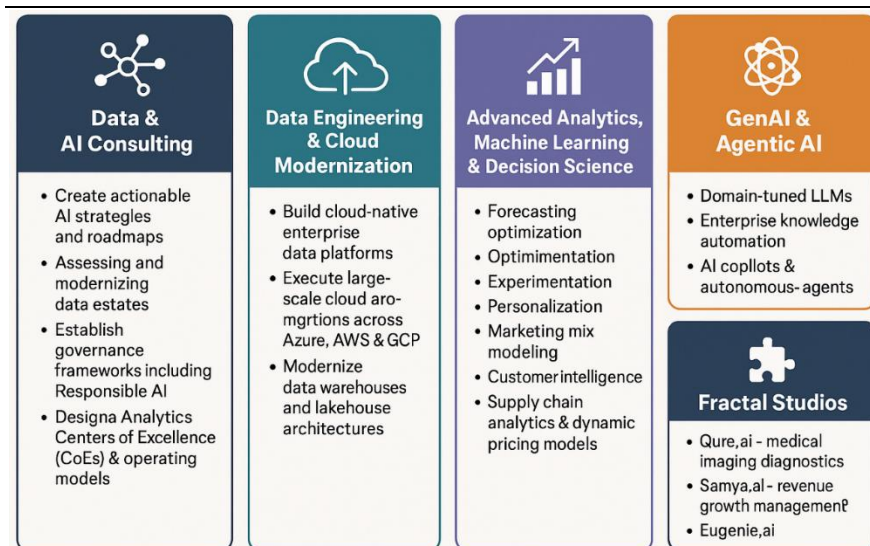 Data &
AI Consulting
• Create actionable
AI strategies
and roadmaps
• Assessing and
modernizing
data estates
• Establish
governance
frameworks including
Responsible AI
• Designa Analytics
Centers of Excellence
(CoEs) & operating
models
Data Engineering
& Cloud
Modernization
• Build cloud-native
enterprise
data platforms
• Execute large-
scale cloud aro-
mgrtions across
Azure, AWS & GCP
• Modernize
data warehouses
and lakehouse
architectures
Advanced Analytics,
Machine Learning
& Decision Science
• Forecasting
optimization
• Optimimentation
• Experimentation
• Personalization
• Marketing mix
modeling
• Customerintelligence
• Supply chain
analytics & dynamic
pricing models
GenAI &
Agentic AI
• Domain-tuned LLMs
• Enterprise knowledge
automation
• AI copllots &
autonomous- agents
Fractal Studios
• Qure,ai - medical
imaging diagnostics
• Samya,al - revenue
growth management
• Eugenie,ai